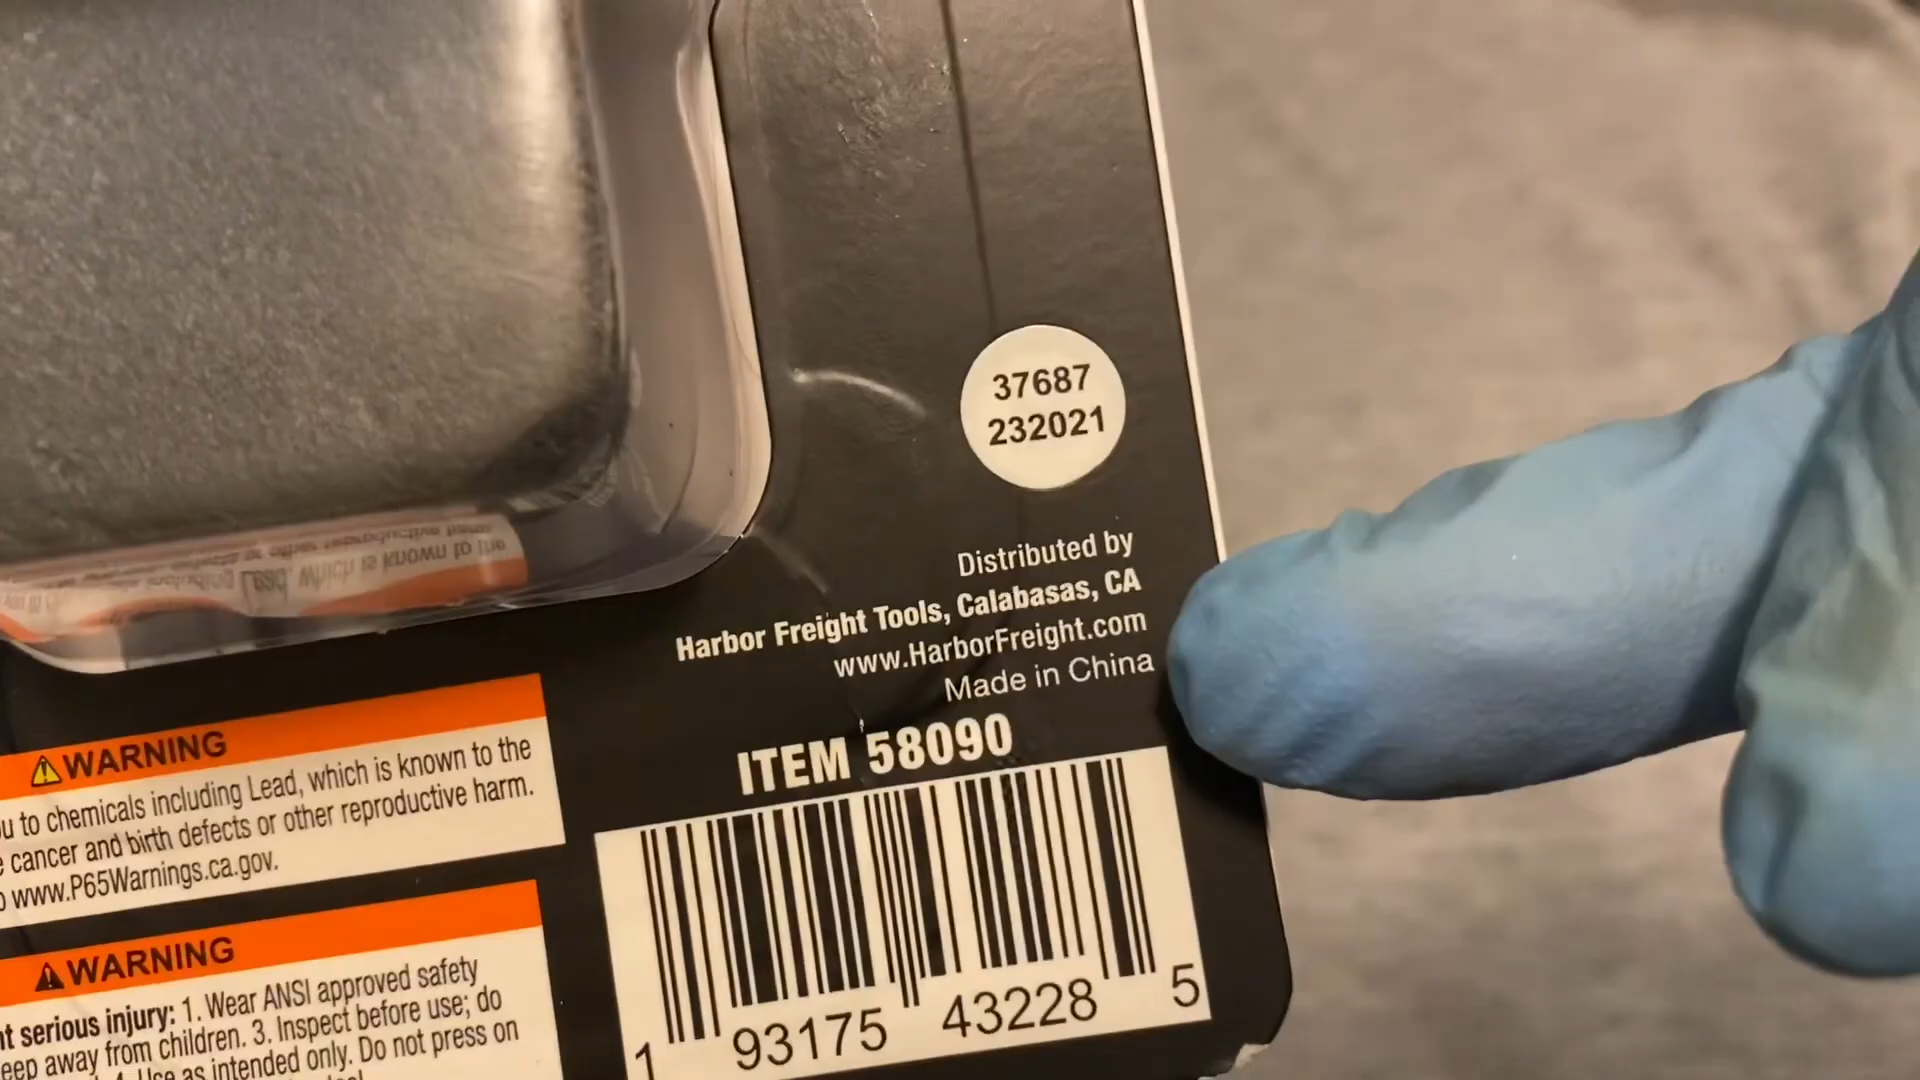 37687
232021
Distributed by
Harbor Freight Tools, Calabasas, CA
www.HarborFreight.com
Made in China
ITEM 58090
1 93175 43228 5
⚠WARNING
u to chemicals including Lead, which is known to the
cancer and birth defects or other reproductive harm.
www.P65Warnings.ca.gov.
⚠WARNING
nt serious injury: 1. Wear ANSI approved safety
eep away from children. 3. Inspect before use; do
Use as intended only. Do not press on